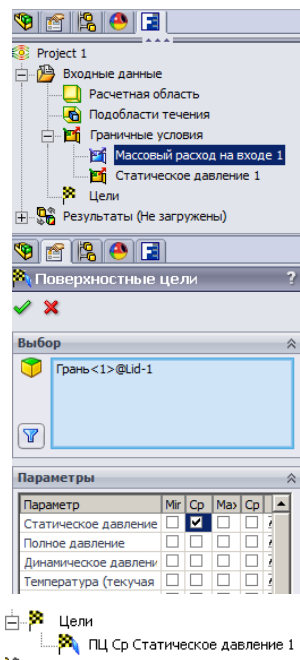 Project 1
Входные данные
Расчетная область
Подобласти течения
Граничные условия
Массовый расход на входе 1
Статическое давление 1
Цели
Результаты (Не загружены)
Поверхностные цели ?
Выбор
Грань<1>@Lid-1
Параметры
Параметр Mir Ср Ма> Ср
Статическое давление
Полное давление
Динамическое давлени
Температура (текучая
Цели
ПЦ Ср Статическое давление 1